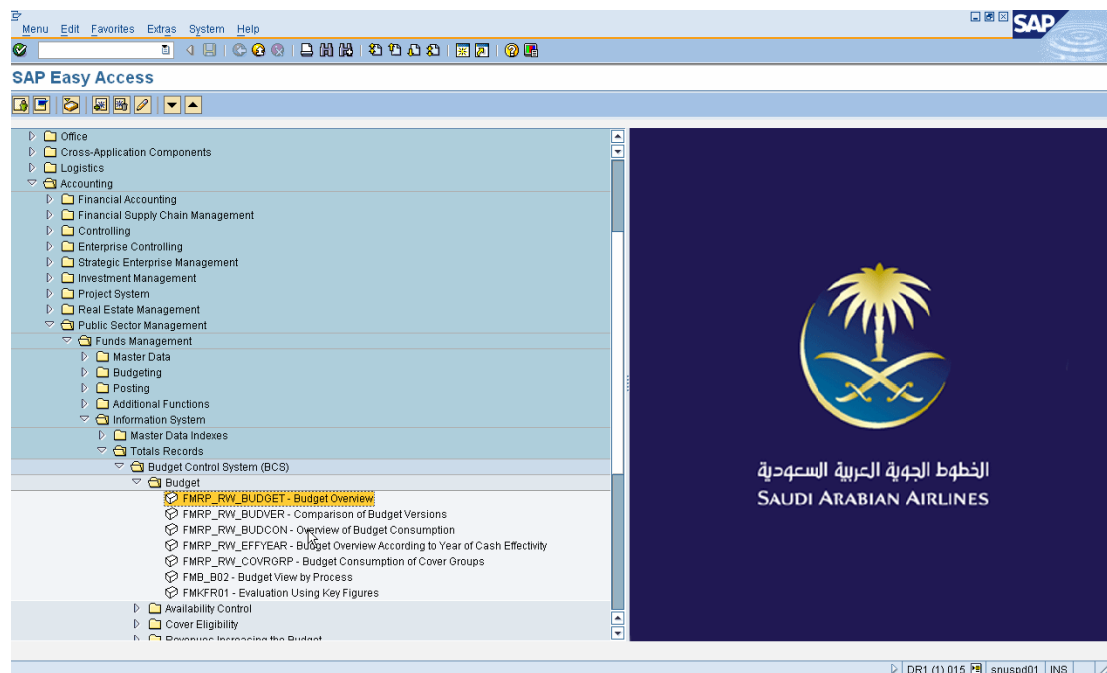 Menu Edit Favorites Extras System Help
SAP
SAP Easy Access
Office
Cross-Application Components
Logistics
Accounting
Financial Accounting
Financial Supply Chain Management
Controlling
Enterprise Controlling
Strategic Enterprise Management
Investment Management
Project System
Real Estate Management
Public Sector Management
Funds Management
Master Data
Budgeting
Posting
Additional Functions
Information System
Master Data Indexes
Totals Records
Budget Control System (BCS)
Budget
FMRP_RW_BUDGET - Budget Overview
FMRP_RW_BUDVER - Comparison of Budget Versions
FMRP_RW_BUDCON - Overview of Budget Consumption
FMRP_RW_EFFYEAR - Budget Overview According to Year of Cash Effectivity
FMRP_RW_COVRGRP - Budget Consumption of Cover Groups
FMB_B02 - Budget View by Process
FMKFR01 - Evaluation Using Key Figures
Availability Control
Cover Eligibility
Revenues Increasing the Budget
الخطوط الجوية العربية السعودية
SAUDI ARABIAN AIRLINES
DR1 (1) 015 snuspd01 INS